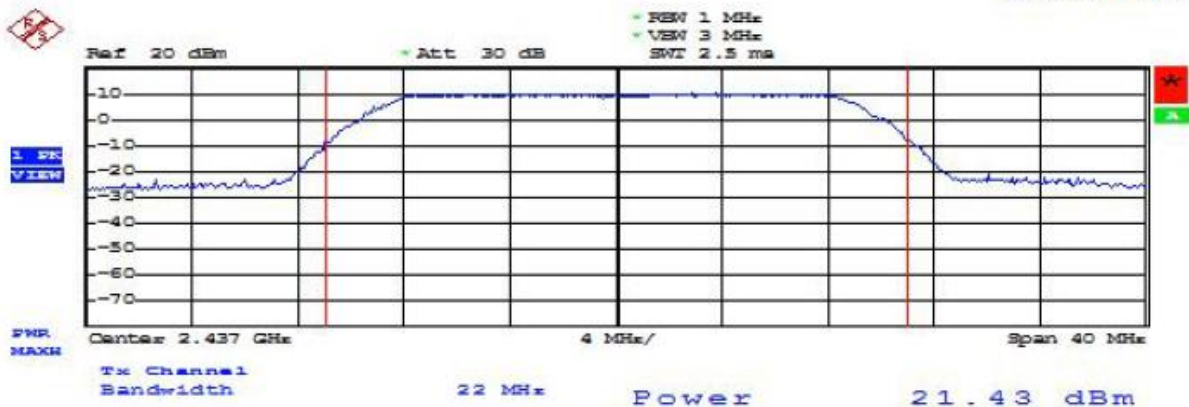 * RBW 1 MHz
* VBW 3 MHz
Ref 20 dBm * Att 30 dB SWT 2.5 ms
10
0
-10
-20
-30
-40
-50
-60
-70
*
A
1 PK
VIEW
PWR
MAXH
Center 2.437 GHz 4 MHz/ Span 40 MHz
Tx Channel
Bandwidth 22 MHz Power 21.43 dBm